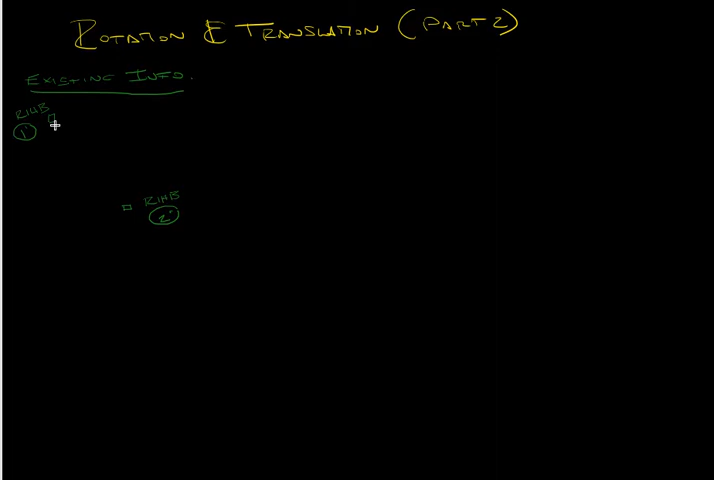 ROTATION & TRANSLATION (PART 2)
EXISTING INFO.
RIHB
1'
RIHB
2'